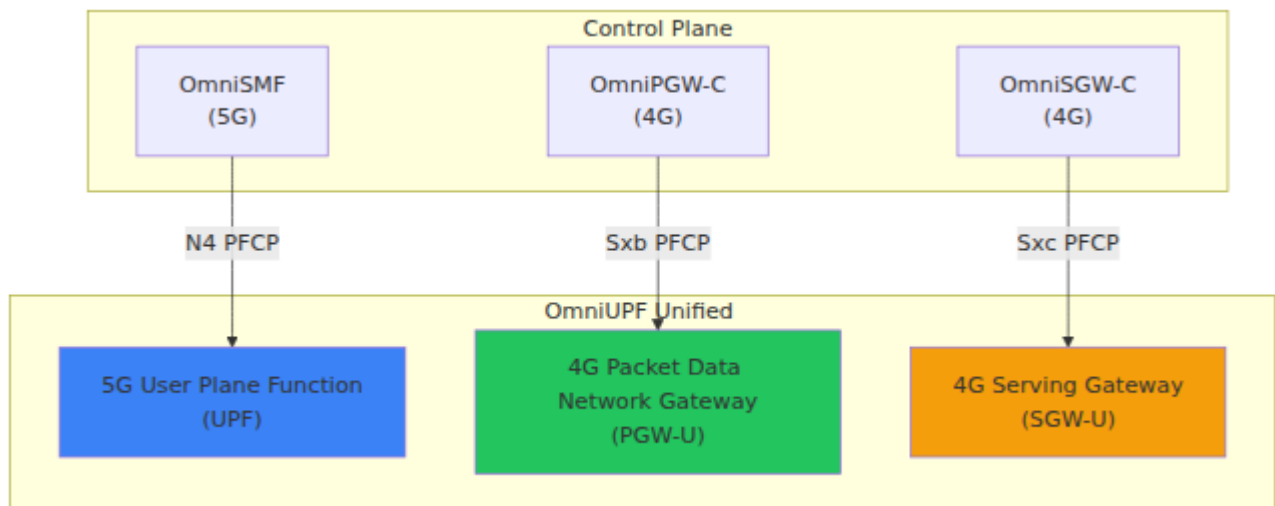 Control Plane
OmniSMF
(5G)
OmniPGW-C
(4G)
OmniSGW-C
(4G)
N4 PFCP
Sxb PFCP
Sxc PFCP
OmniUPF Unified
5G User Plane Function
(UPF)
4G Packet Data
Network Gateway
(PGW-U)
4G Serving Gateway
(SGW-U)